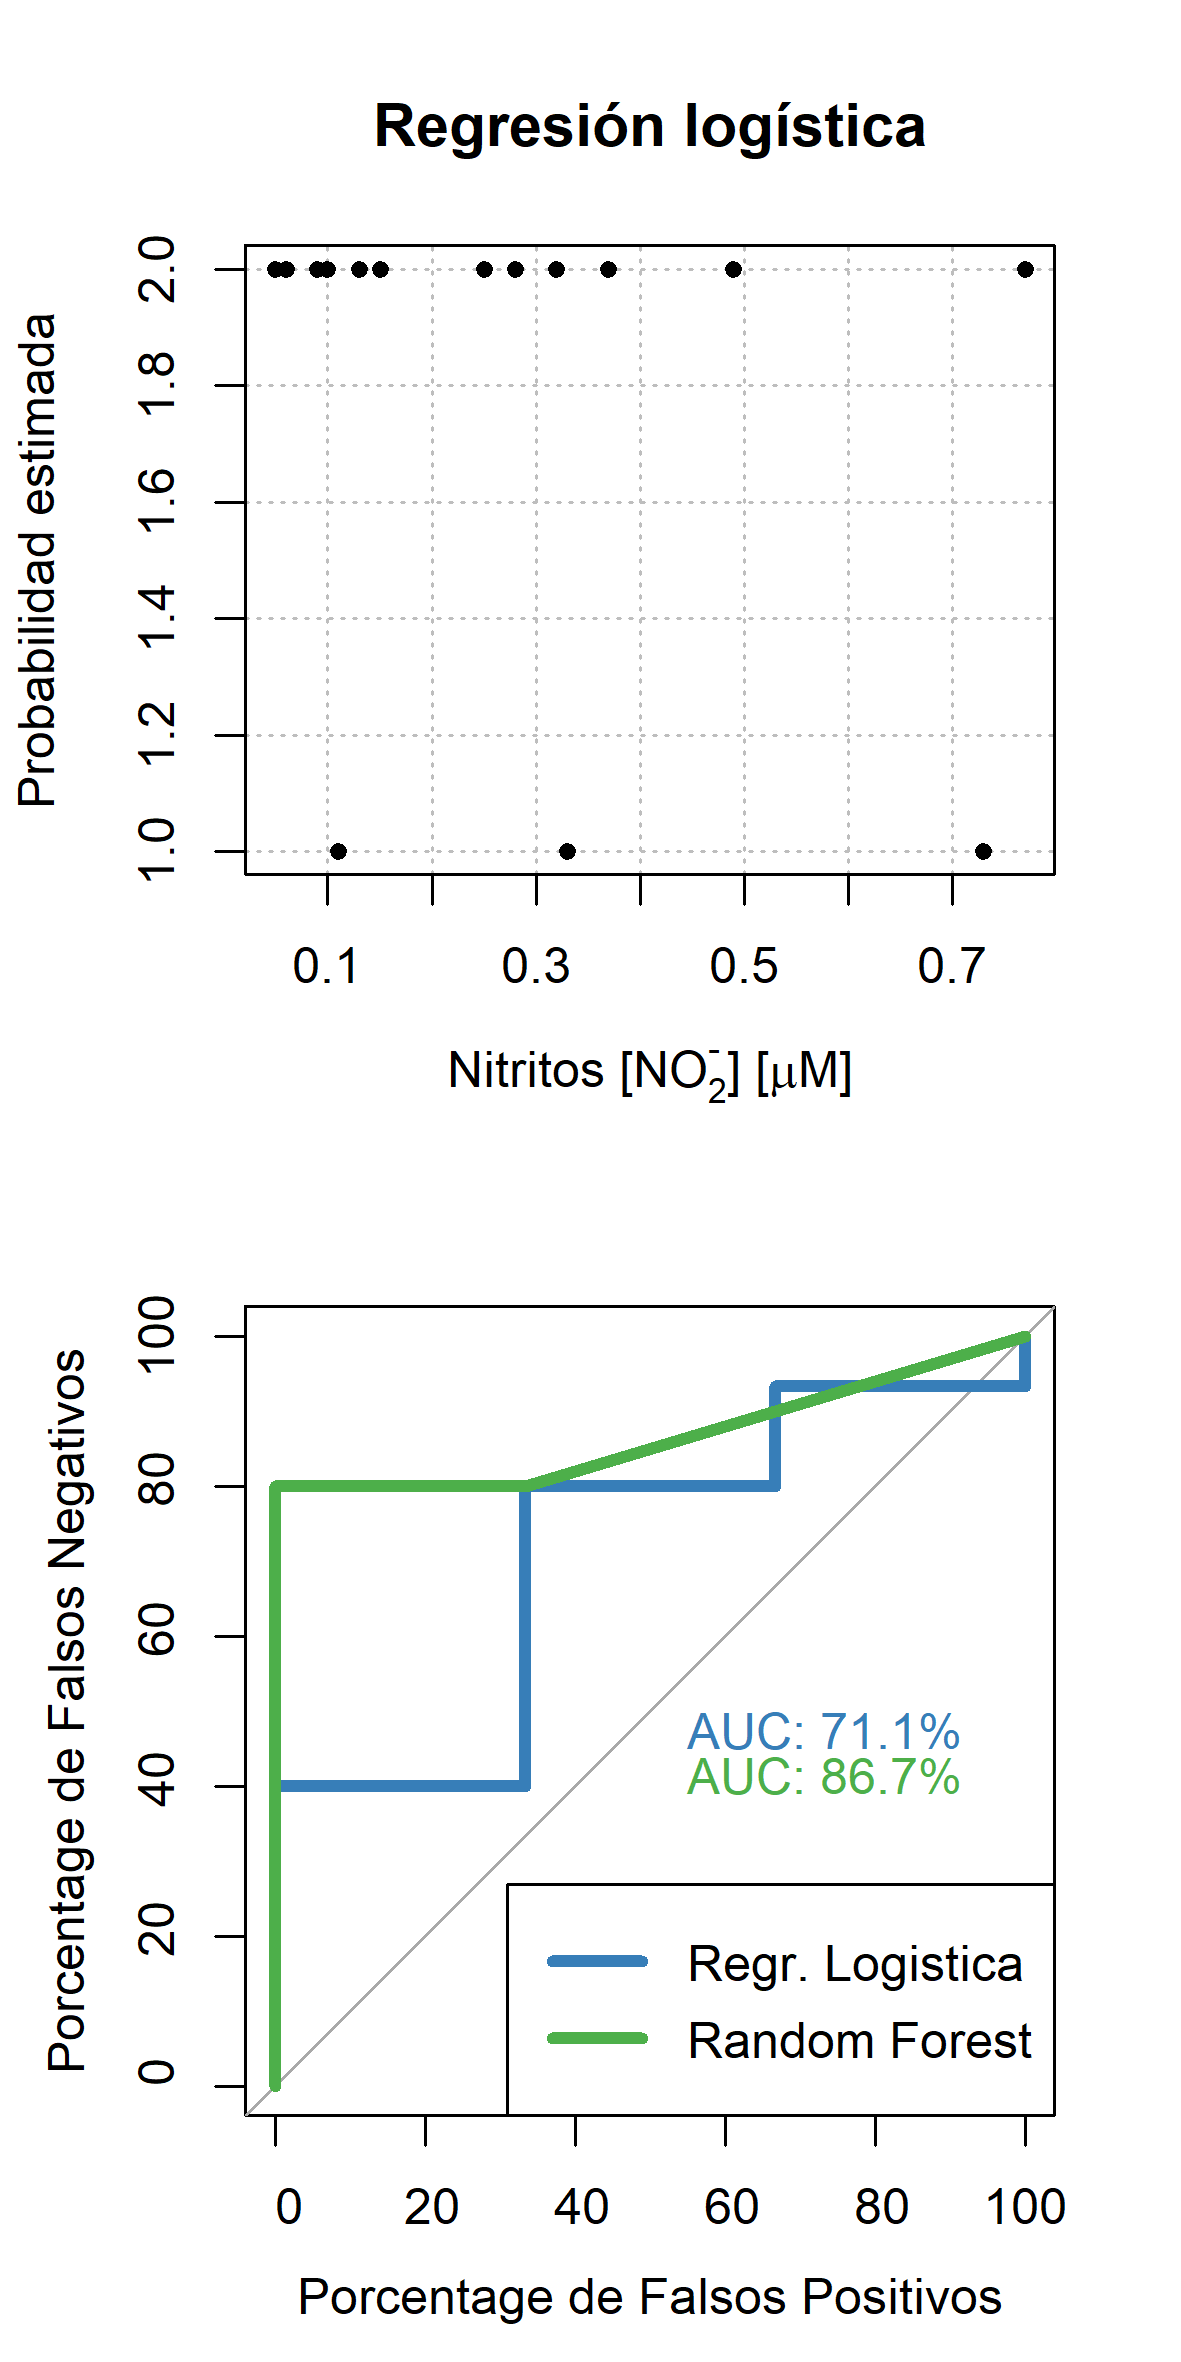 Regresión logística
Probabilidad estimada
2.0
1.8
1.6
1.4
1.2
1.0
0.1 0.3 0.5 0.7
Nitritos [NO₂⁻] [μM]
Porcentage de Falsos Negativos
100
80
60
40
20
0
AUC: 71.1%
AUC: 86.7%
Regr. Logistica
Random Forest
0 20 40 60 80 100
Porcentage de Falsos Positivos